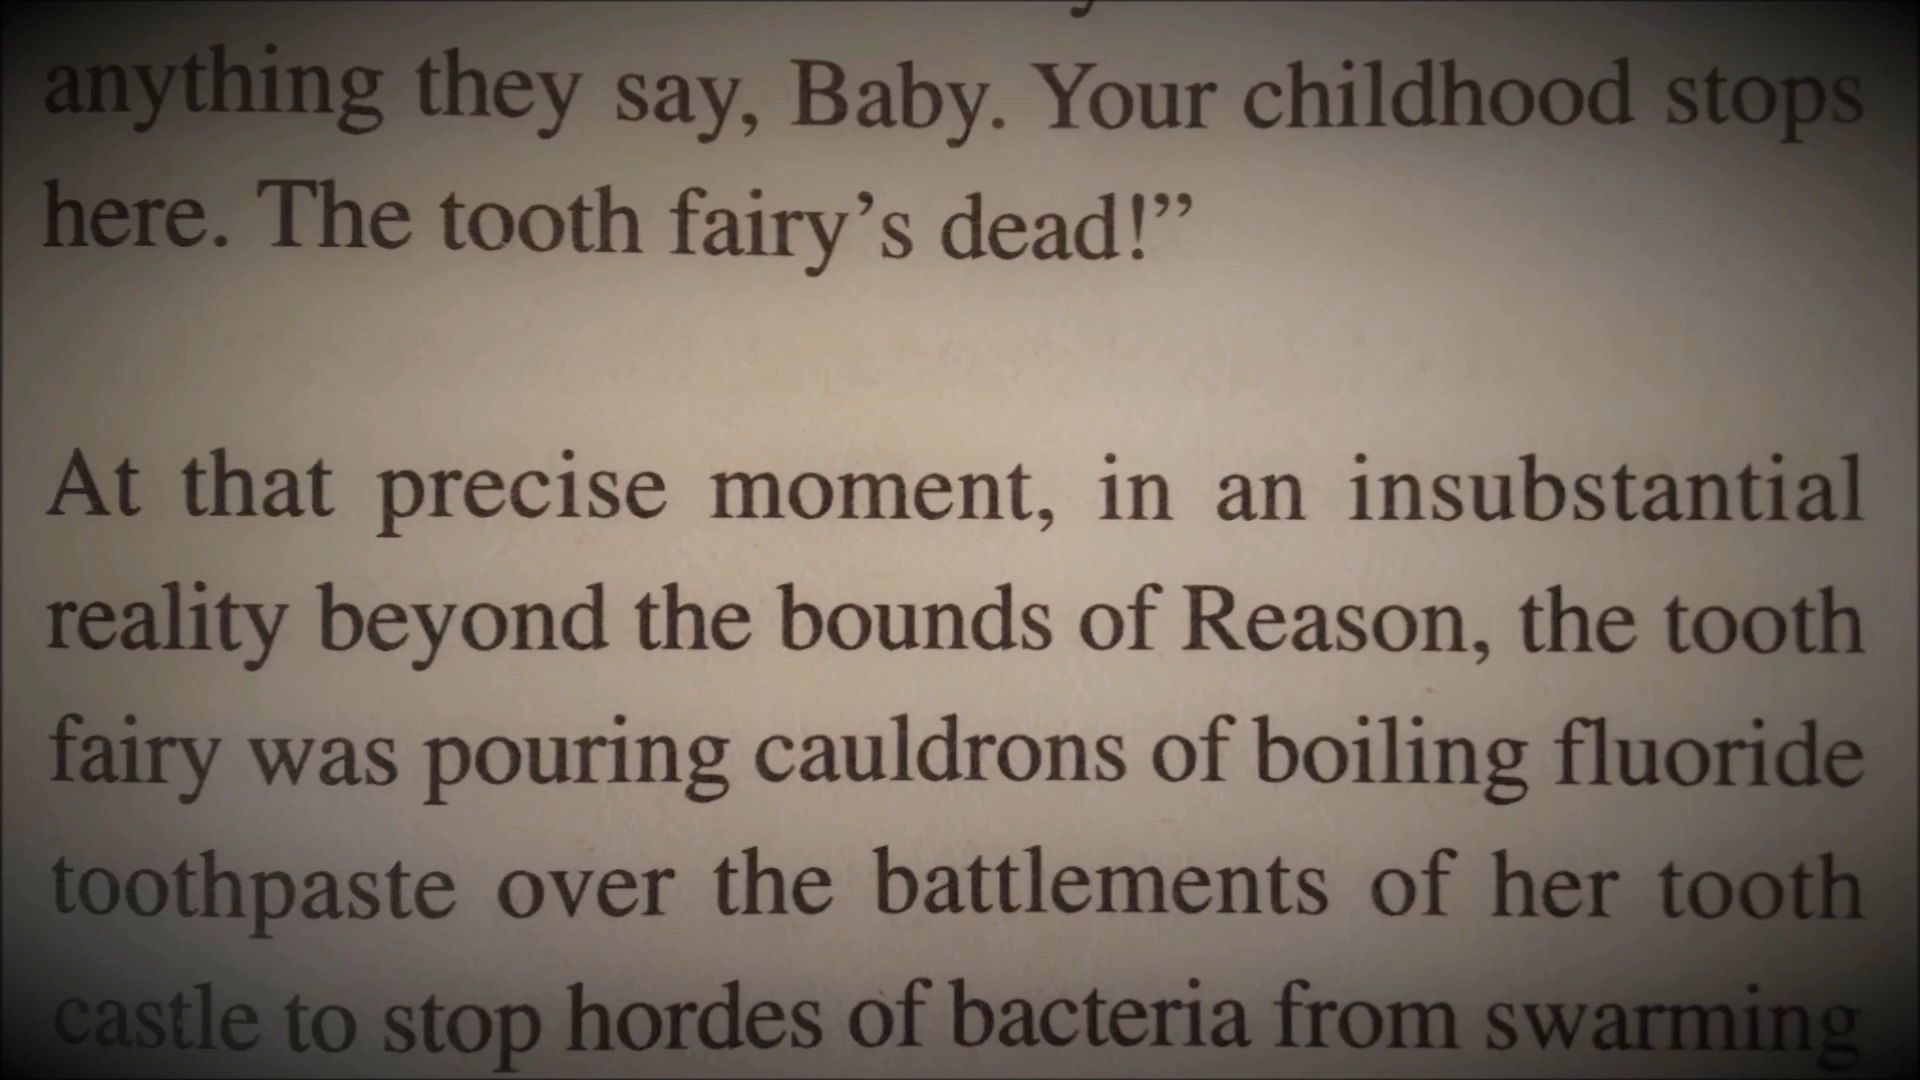 anything they say, Baby. Your childhood stops
here. The tooth fairy’s dead!”
At that precise moment, in an insubstantial
reality beyond the bounds of Reason, the tooth
fairy was pouring cauldrons of boiling fluoride
toothpaste over the battlements of her tooth
castle to stop hordes of bacteria from swarming